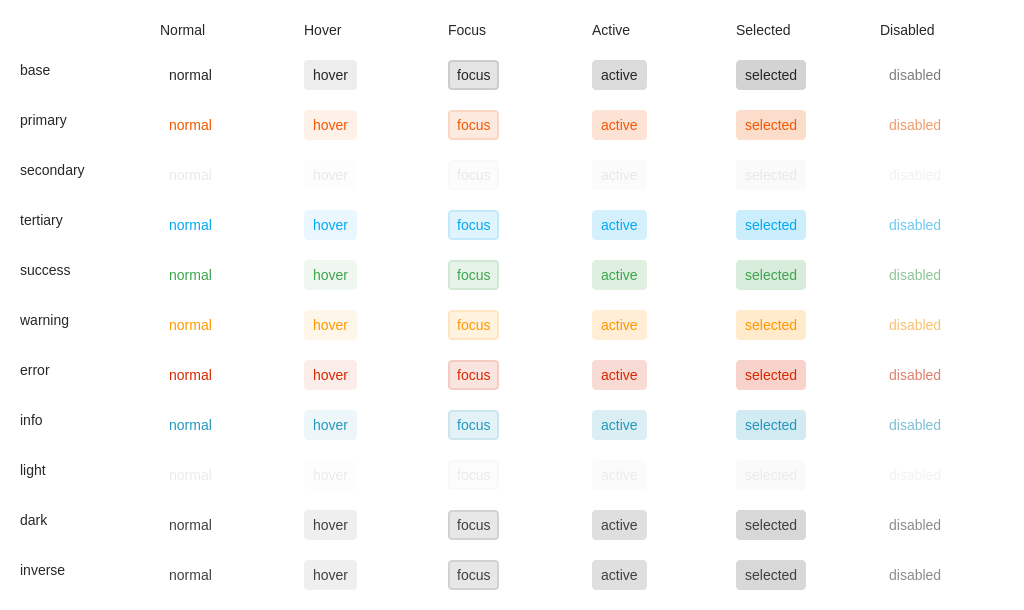 Normal Hover Focus Active Selected Disabled
base normal hover focus active selected disabled
primary normal hover focus active selected disabled
secondary normal hover focus active selected disabled
tertiary normal hover focus active selected disabled
success normal hover focus active selected disabled
warning normal hover focus active selected disabled
error normal hover focus active selected disabled
info normal hover focus active selected disabled
light normal hover focus active selected disabled
dark normal hover focus active selected disabled
inverse normal hover focus active selected disabled